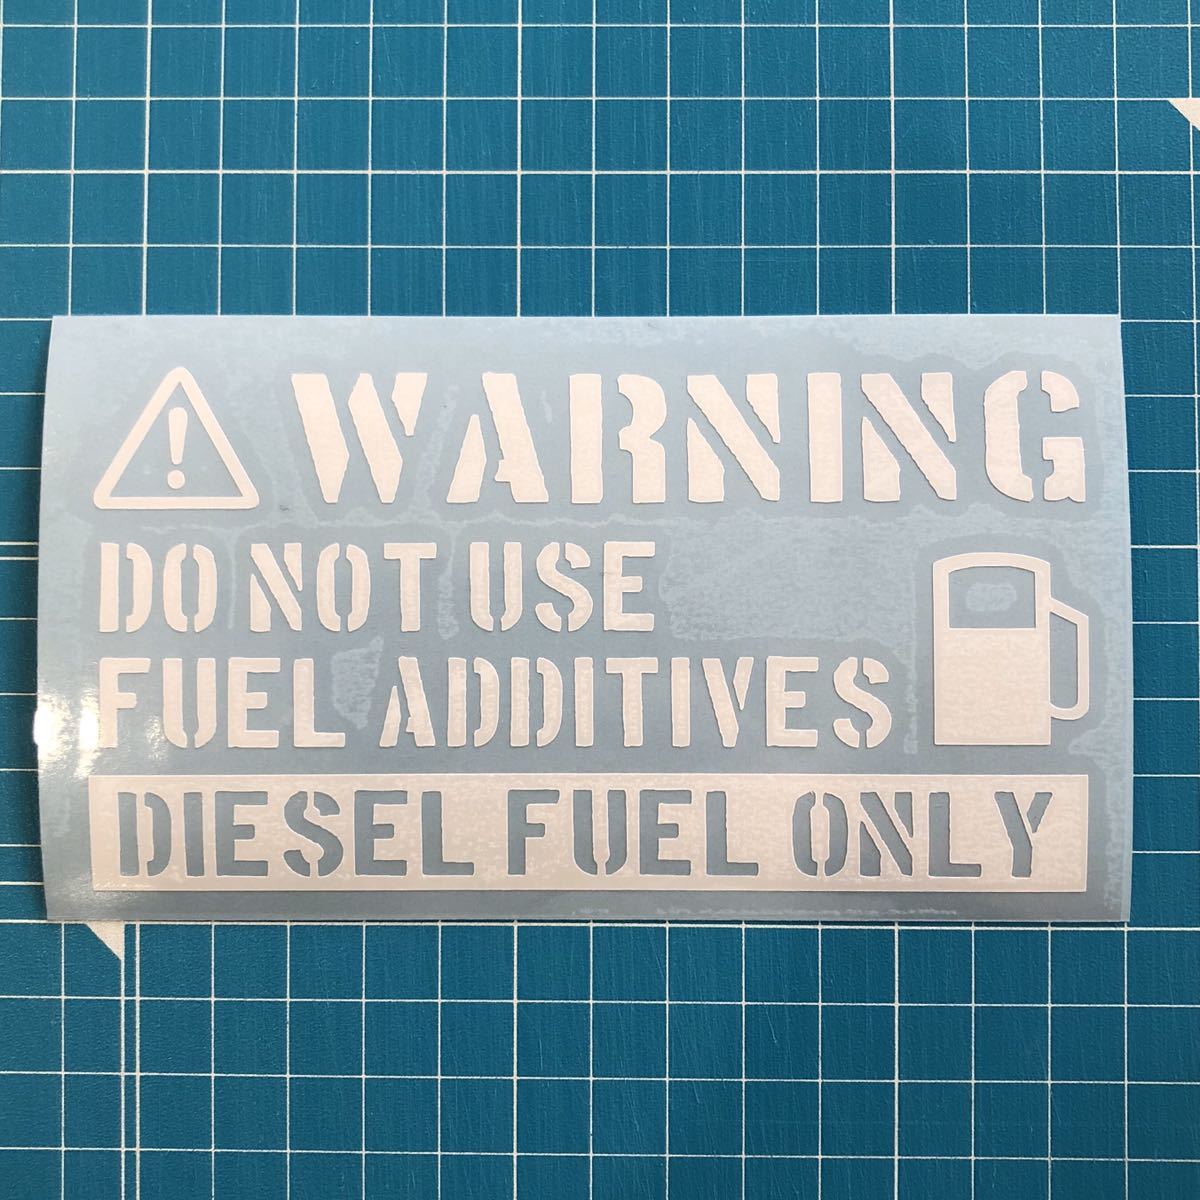 WARNING
DO NOT USE
FUEL ADDITIVES
DIESEL FUEL ONLY